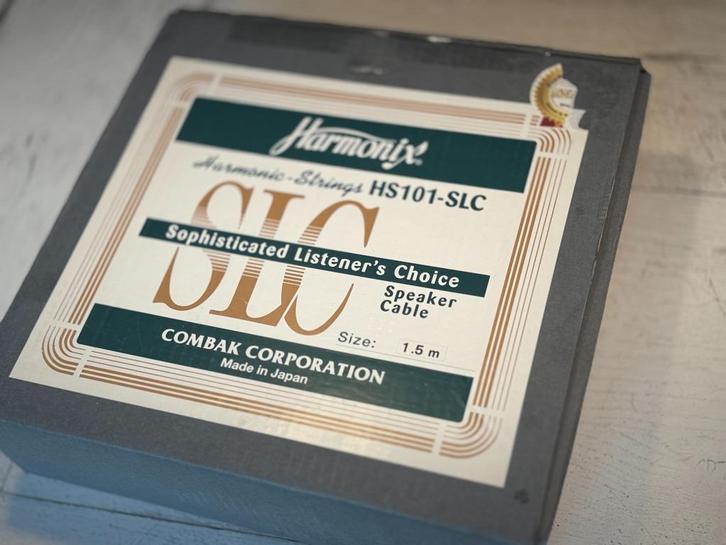 Harmonix®
Harmonic-Strings HS101-SLC
SLC
Sophisticated Listener's Choice
Speaker
Cable
Size: 1.5 m
COMBAK CORPORATION
Made in Japan